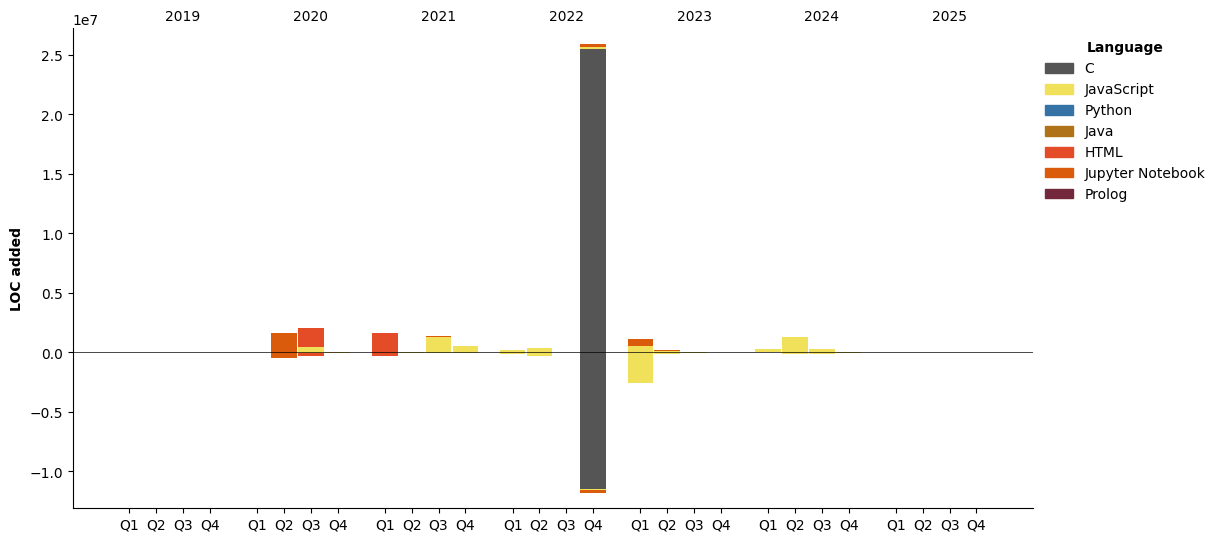 1e7
2019 2020 2021 2022 2023 2024 2025
LOC added
2.5
2.0
1.5
1.0
0.5
0.0
−0.5
−1.0
Q1 Q2 Q3 Q4 Q1 Q2 Q3 Q4 Q1 Q2 Q3 Q4 Q1 Q2 Q3 Q4 Q1 Q2 Q3 Q4 Q1 Q2 Q3 Q4 Q1 Q2 Q3 Q4
Language
C
JavaScript
Python
Java
HTML
Jupyter Notebook
Prolog